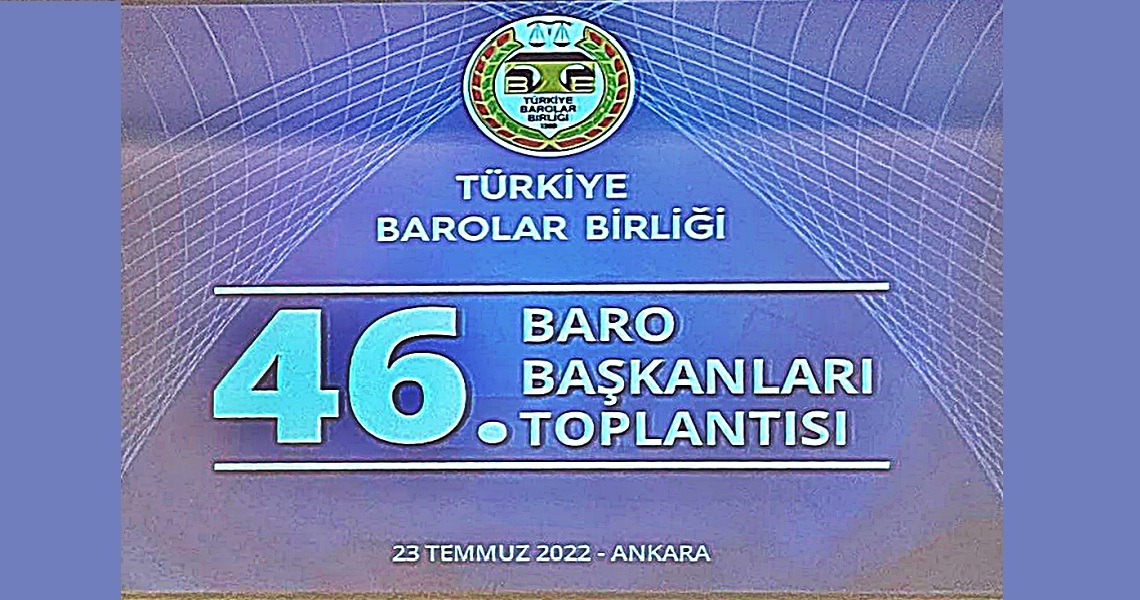 TÜRKİYE
BAROLAR
BİRLİĞİ
TÜRKİYE
BAROLAR BİRLİĞİ
46. BARO
BAŞKANLARI
TOPLANTISI
23 TEMMUZ 2022 - ANKARA